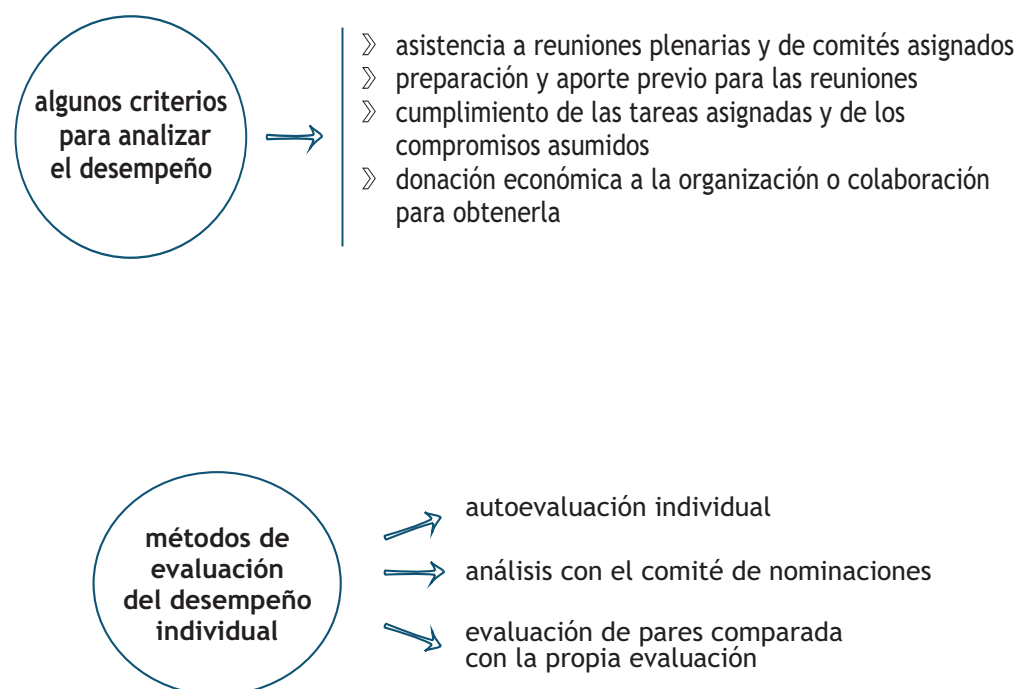 algunos criterios
para analizar
el desempeño
》 asistencia a reuniones plenarias y de comités asignados
》 preparación y aporte previo para las reuniones
》 cumplimiento de las tareas asignadas y de los
compromisos asumidos
》 donación económica a la organización o colaboración
para obtenerla
métodos de
evaluación
del desempeño
individual
autoevaluación individual
análisis con el comité de nominaciones
evaluación de pares comparada
con la propia evaluación